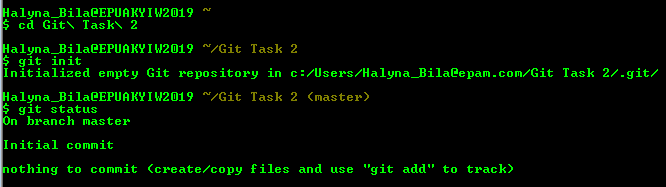 Halyna_Bila@EPUAKYIW2019 ~
$ cd Git\ Task\ 2
Halyna_Bila@EPUAKYIW2019 ~/Git Task 2
$ git init
Initialized empty Git repository in c:/Users/Halyna_Bila@epam.com/Git Task 2/.git/
Halyna_Bila@EPUAKYIW2019 ~/Git Task 2 (master)
$ git status
On branch master
Initial commit
nothing to commit (create/copy files and use "git add" to track)